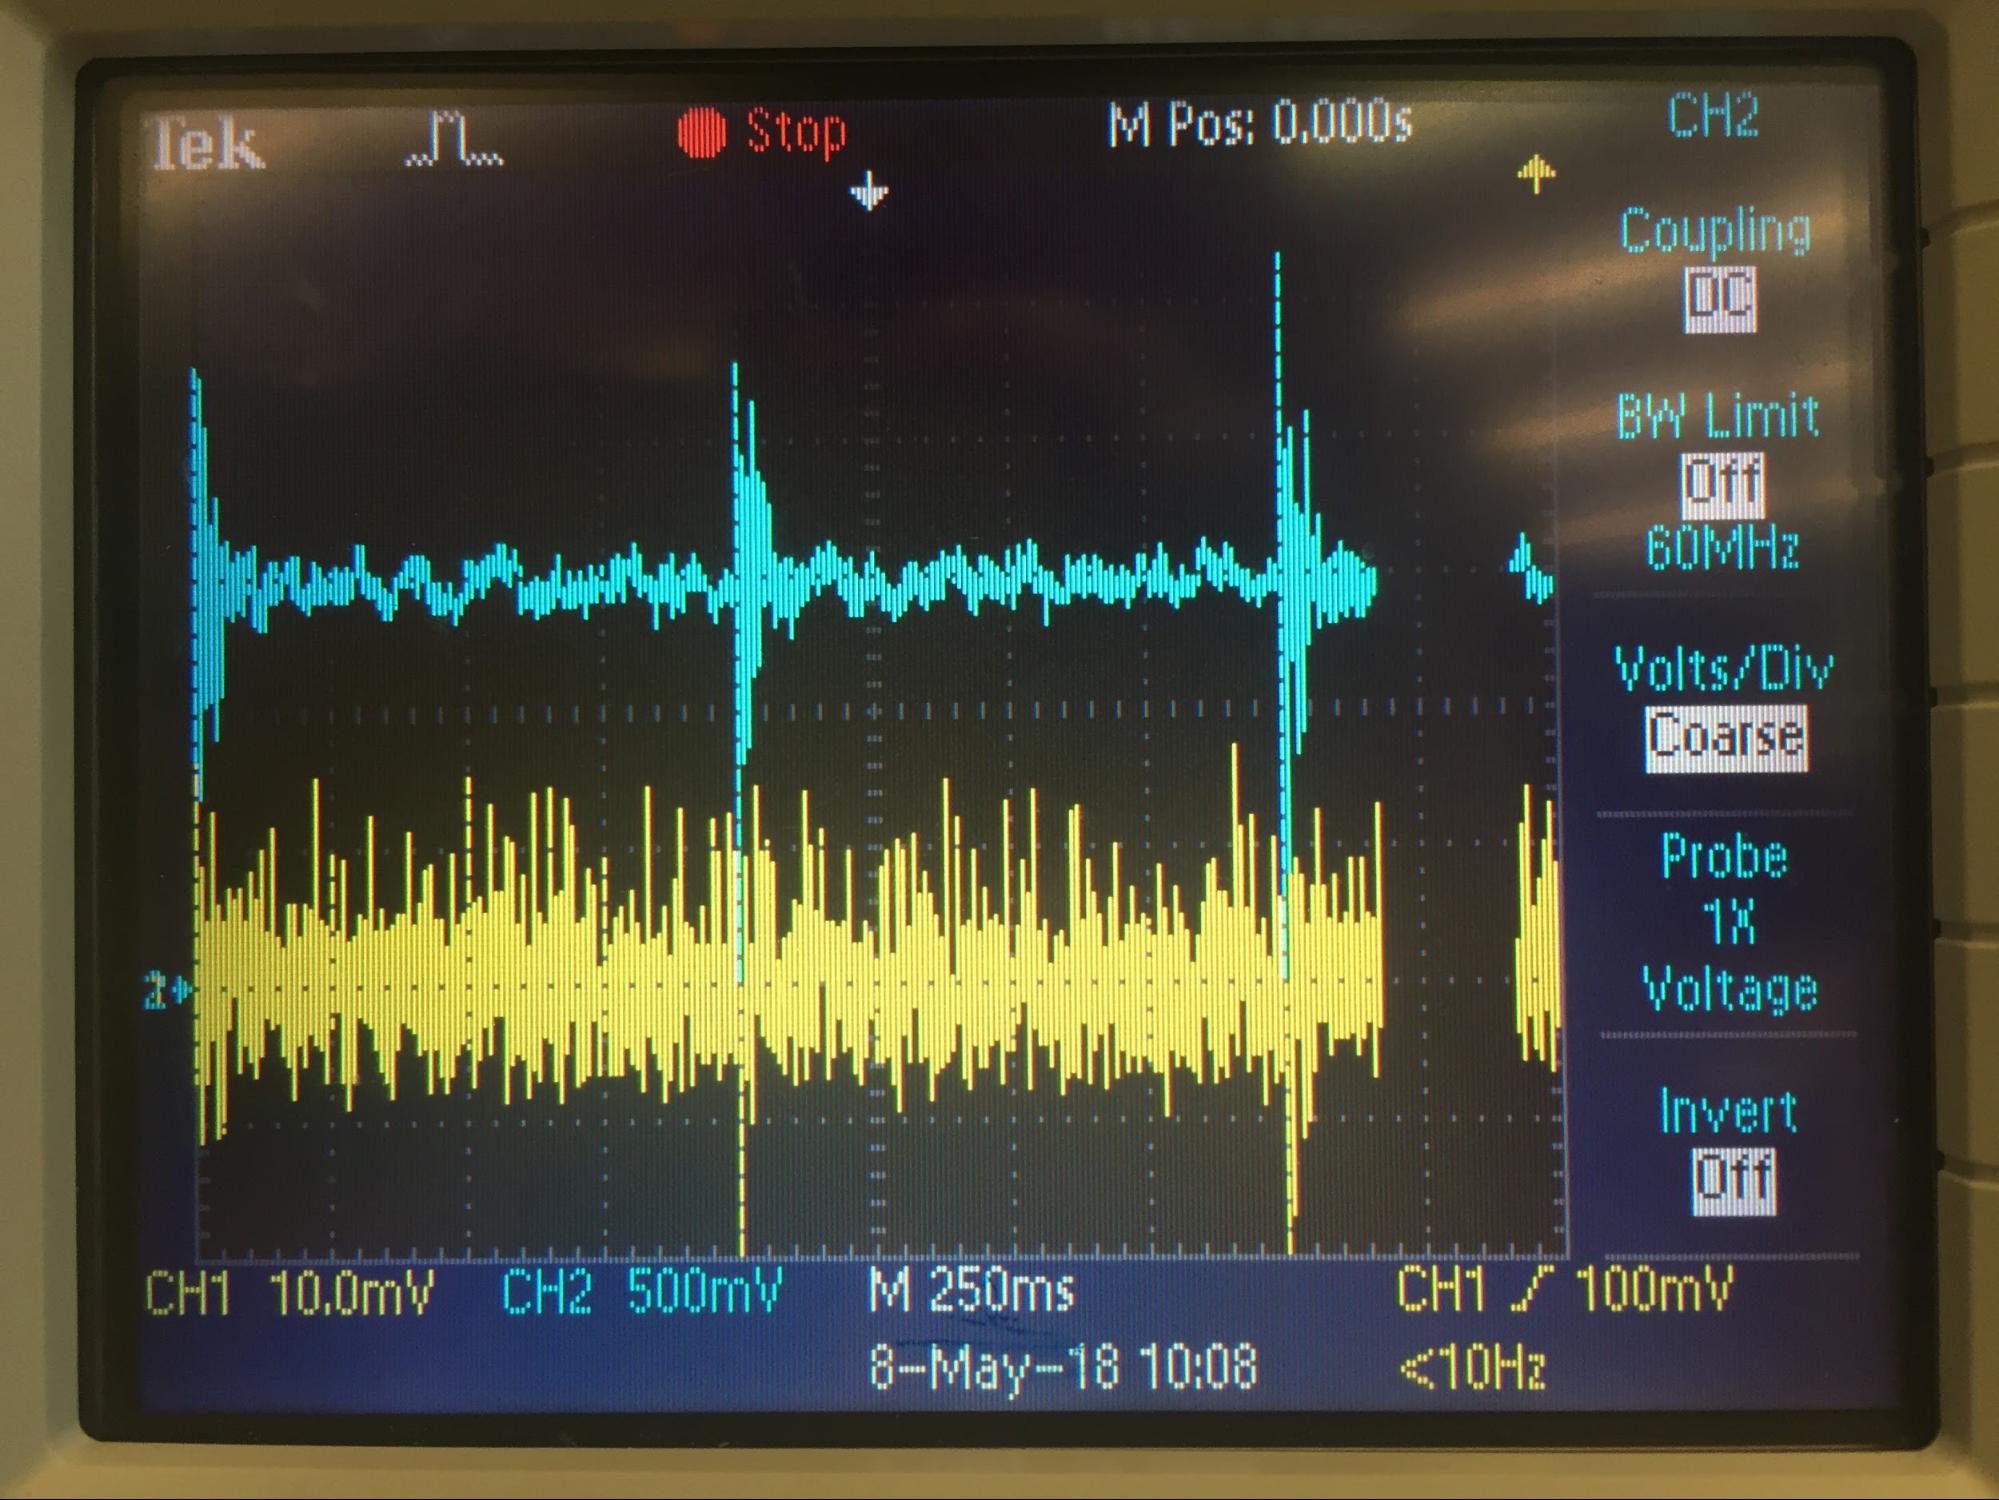 Tek Stop M Pos: 0.000s CH2
Coupling
DC
BW Limit
Off
60MHz
Volts/Div
Coarse
Probe
1X
Voltage
2
Invert
Off
CH1 10.0mV CH2 500mV M 250ms CH1 100mV
8-May-18 10:08 <10Hz